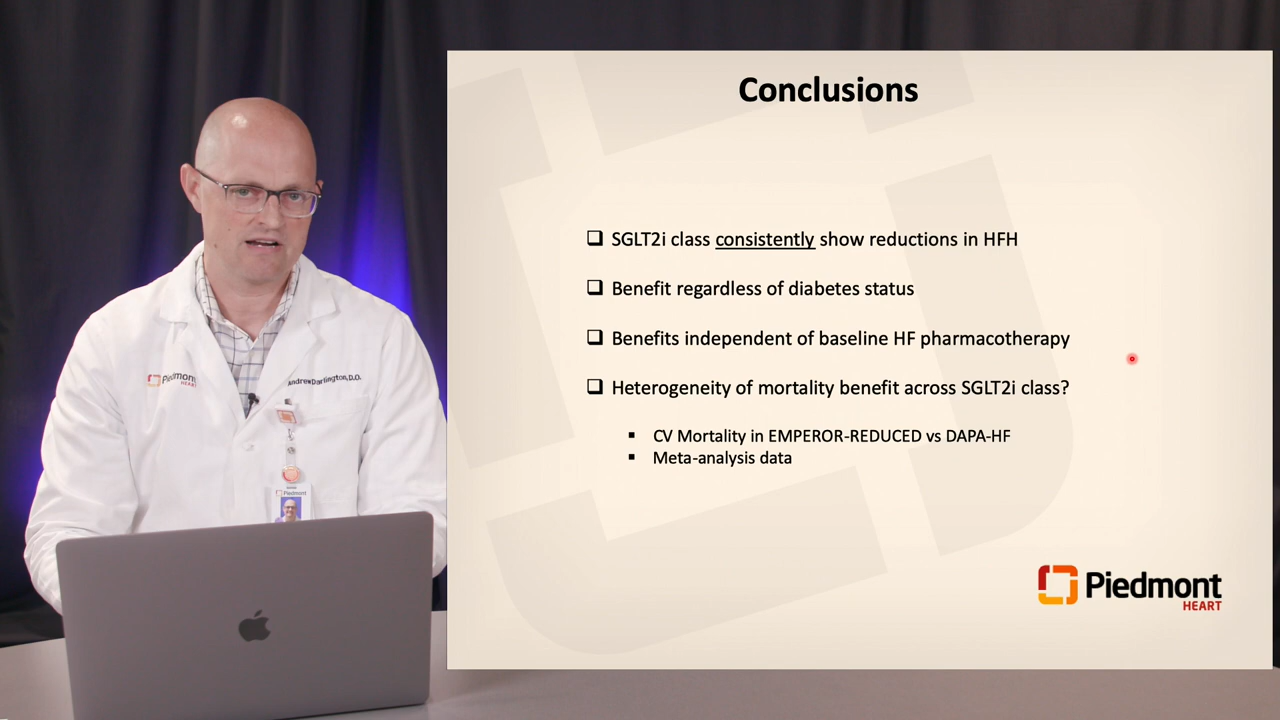 Conclusions
SGLT2i class consistently show reductions in HFH
Benefit regardless of diabetes status
Benefits independent of baseline HF pharmacotherapy
Heterogeneity of mortality benefit across SGLT2i class?
CV Mortality in EMPEROR-REDUCED vs DAPA-HF
Meta-analysis data
Piedmont
HEART
Piedmont
HEART
Andrew Darlington, D.O.
Piedmont